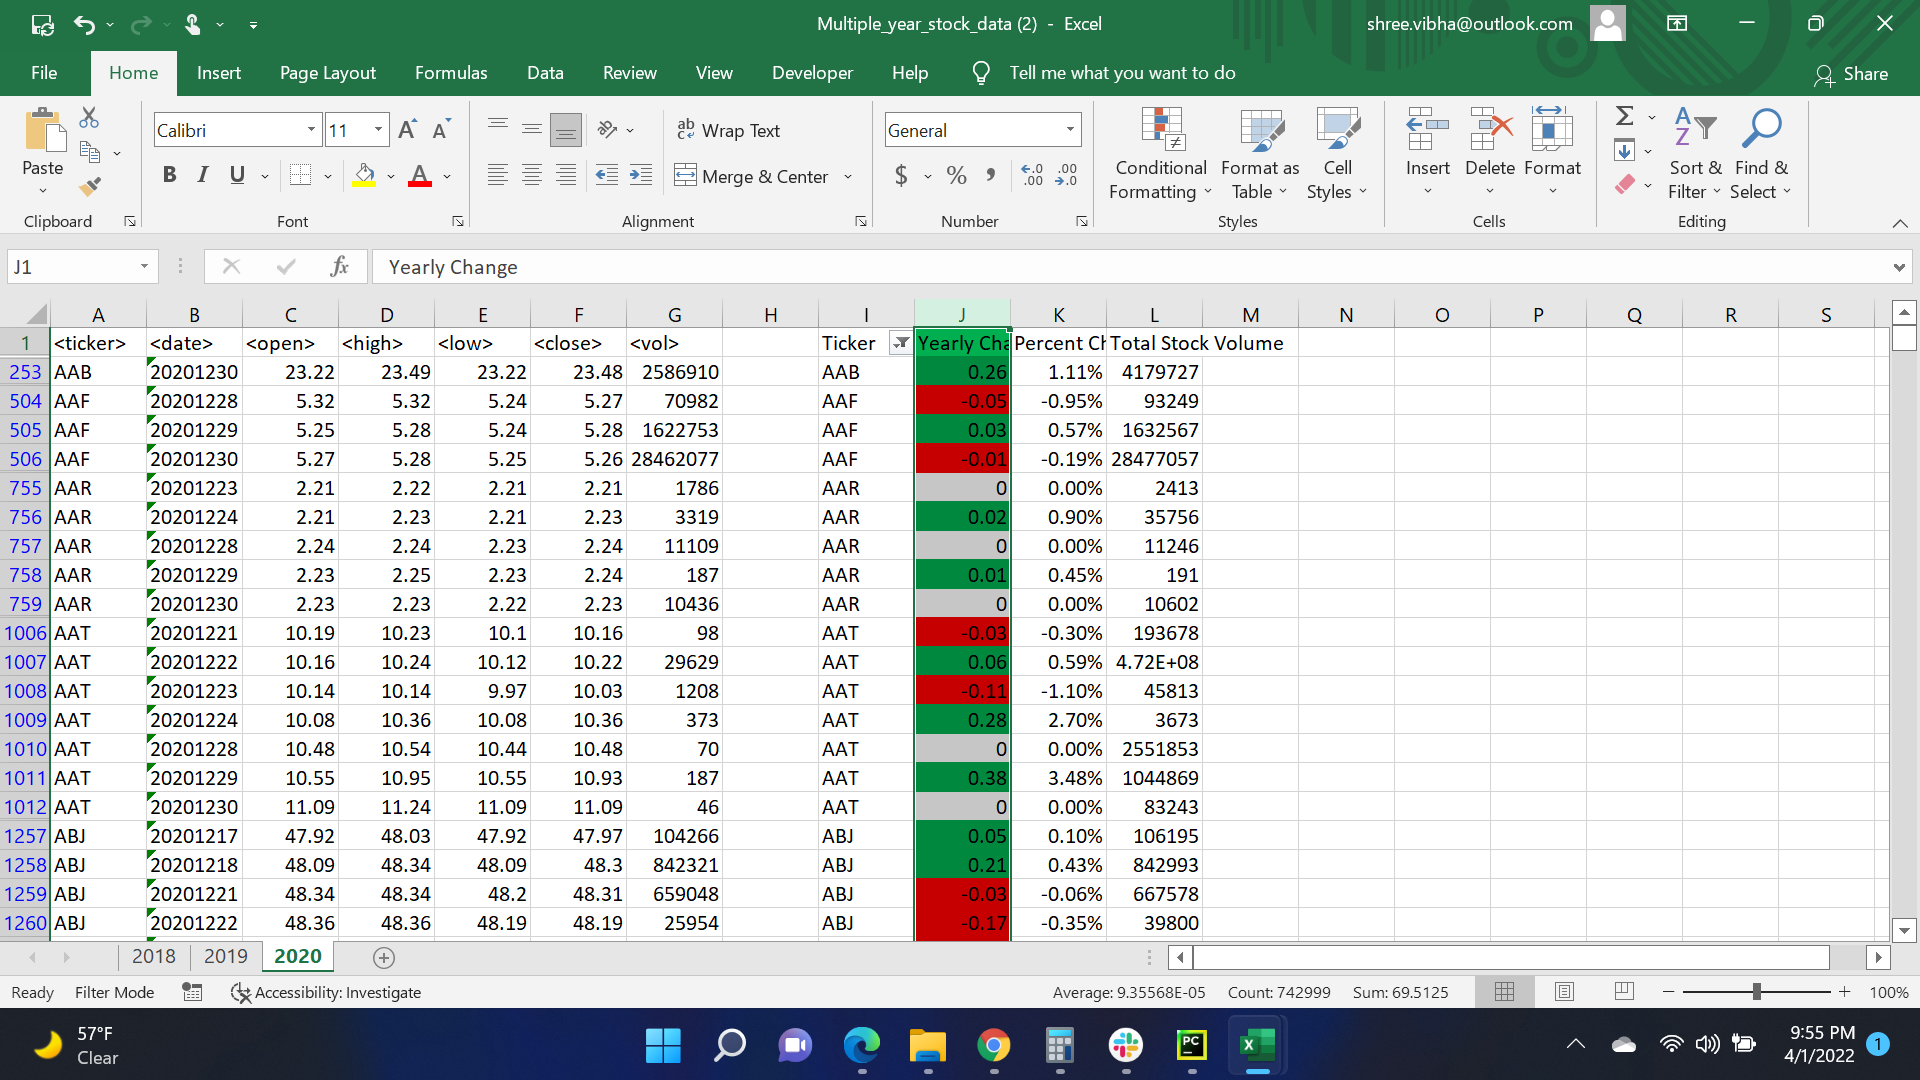 Multiple_year_stock_data (2) - Excel shree.vibha@outlook.com
File Home Insert Page Layout Formulas Data Review View Developer Help Tell me what you want to do Share
Calibri 11 Wrap Text General
Paste B I U Merge & Center $ % Conditional Formatting Format as Table Cell Styles Insert Delete Format Sort & Filter Find & Select
Clipboard Font Alignment Number Styles Cells Editing
J1 fx Yearly Change
A B C D E F G H I J K L M N O P Q R S
1 <ticker> <date> <open> <high> <low> <close> <vol> Ticker Yearly Cha Percent Ch Total Stock Volume
253 AAB 20201230 23.22 23.49 23.22 23.48 2586910 AAB 0.26 1.11% 4179727
504 AAF 20201228 5.32 5.32 5.24 5.27 70982 AAF -0.05 -0.95% 93249
505 AAF 20201229 5.25 5.28 5.24 5.28 1622753 AAF 0.03 0.57% 1632567
506 AAF 20201230 5.27 5.28 5.25 5.26 28462077 AAF -0.01 -0.19% 28477057
755 AAR 20201223 2.21 2.22 2.21 2.21 1786 AAR 0 0.00% 2413
756 AAR 20201224 2.21 2.23 2.21 2.23 3319 AAR 0.02 0.90% 35756
757 AAR 20201228 2.24 2.24 2.23 2.24 11109 AAR 0 0.00% 11246
758 AAR 20201229 2.23 2.25 2.23 2.24 187 AAR 0.01 0.45% 191
759 AAR 20201230 2.23 2.23 2.22 2.23 10436 AAR 0 0.00% 10602
1006 AAT 20201221 10.19 10.23 10.1 10.16 98 AAT -0.03 -0.30% 193678
1007 AAT 20201222 10.16 10.24 10.12 10.22 29629 AAT 0.06 0.59% 4.72E+08
1008 AAT 20201223 10.14 10.14 9.97 10.03 1208 AAT -0.11 -1.10% 45813
1009 AAT 20201224 10.08 10.36 10.08 10.36 373 AAT 0.28 2.70% 3673
1010 AAT 20201228 10.48 10.54 10.44 10.48 70 AAT 0 0.00% 2551853
1011 AAT 20201229 10.55 10.95 10.55 10.93 187 AAT 0.38 3.48% 1044869
1012 AAT 20201230 11.09 11.24 11.09 11.09 46 AAT 0 0.00% 83243
1257 ABJ 20201217 47.92 48.03 47.92 47.97 104266 ABJ 0.05 0.10% 106195
1258 ABJ 20201218 48.09 48.34 48.09 48.3 842321 ABJ 0.21 0.43% 842993
1259 ABJ 20201221 48.34 48.34 48.2 48.31 659048 ABJ -0.03 -0.06% 667578
1260 ABJ 20201222 48.36 48.36 48.19 48.19 25954 ABJ -0.17 -0.35% 39800
2018 2019 2020
Ready Filter Mode Accessibility: Investigate Average: 9.35568E-05 Count: 742999 Sum: 69.5125 100%
57°F
Clear
9:55 PM
4/1/2022 1